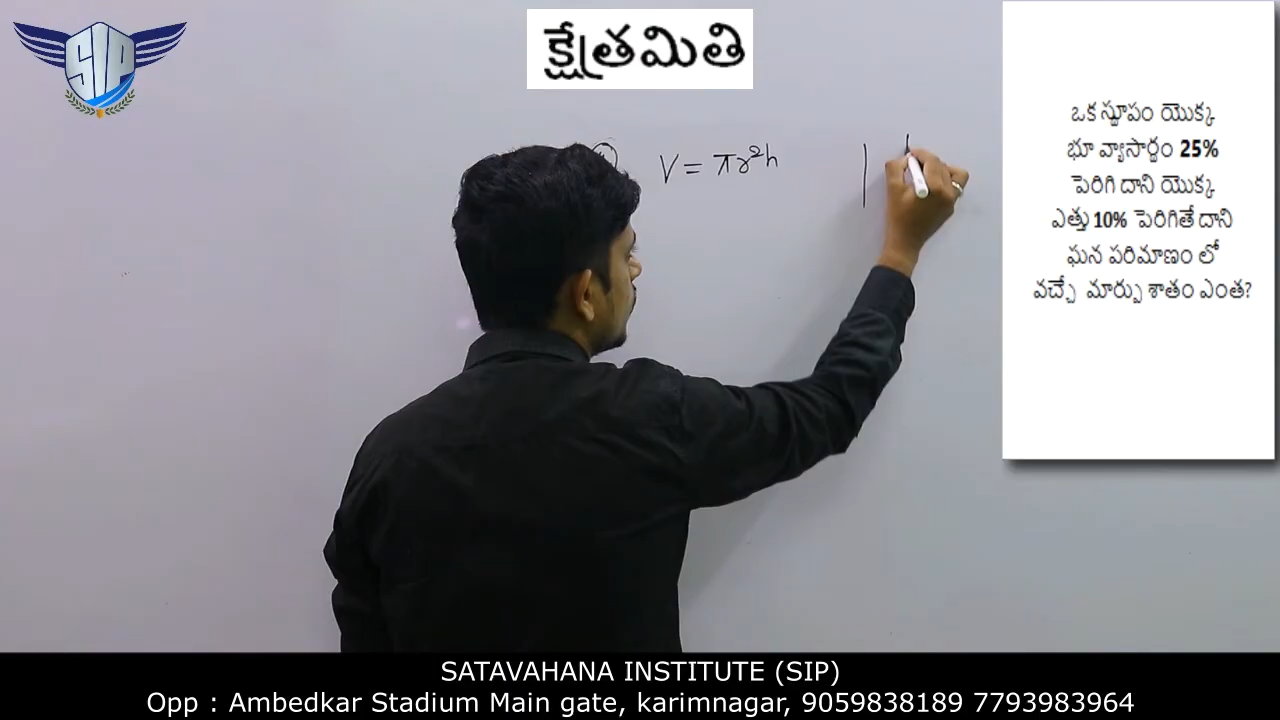 SIP
క్షేత్రమితి
V = πr²h
ఒక స్థూపం యొక్క
భూ వ్యాసార్ధం 25%
పెరిగి దాని యొక్క
ఎత్తు 10% పెరిగితే దాని
ఘన పరిమాణం లో
వచ్చే మార్పు శాతం ఎంత?
SATAVAHANA INSTITUTE (SIP)
Opp : Ambedkar Stadium Main gate, karimnagar, 9059838189 7793983964